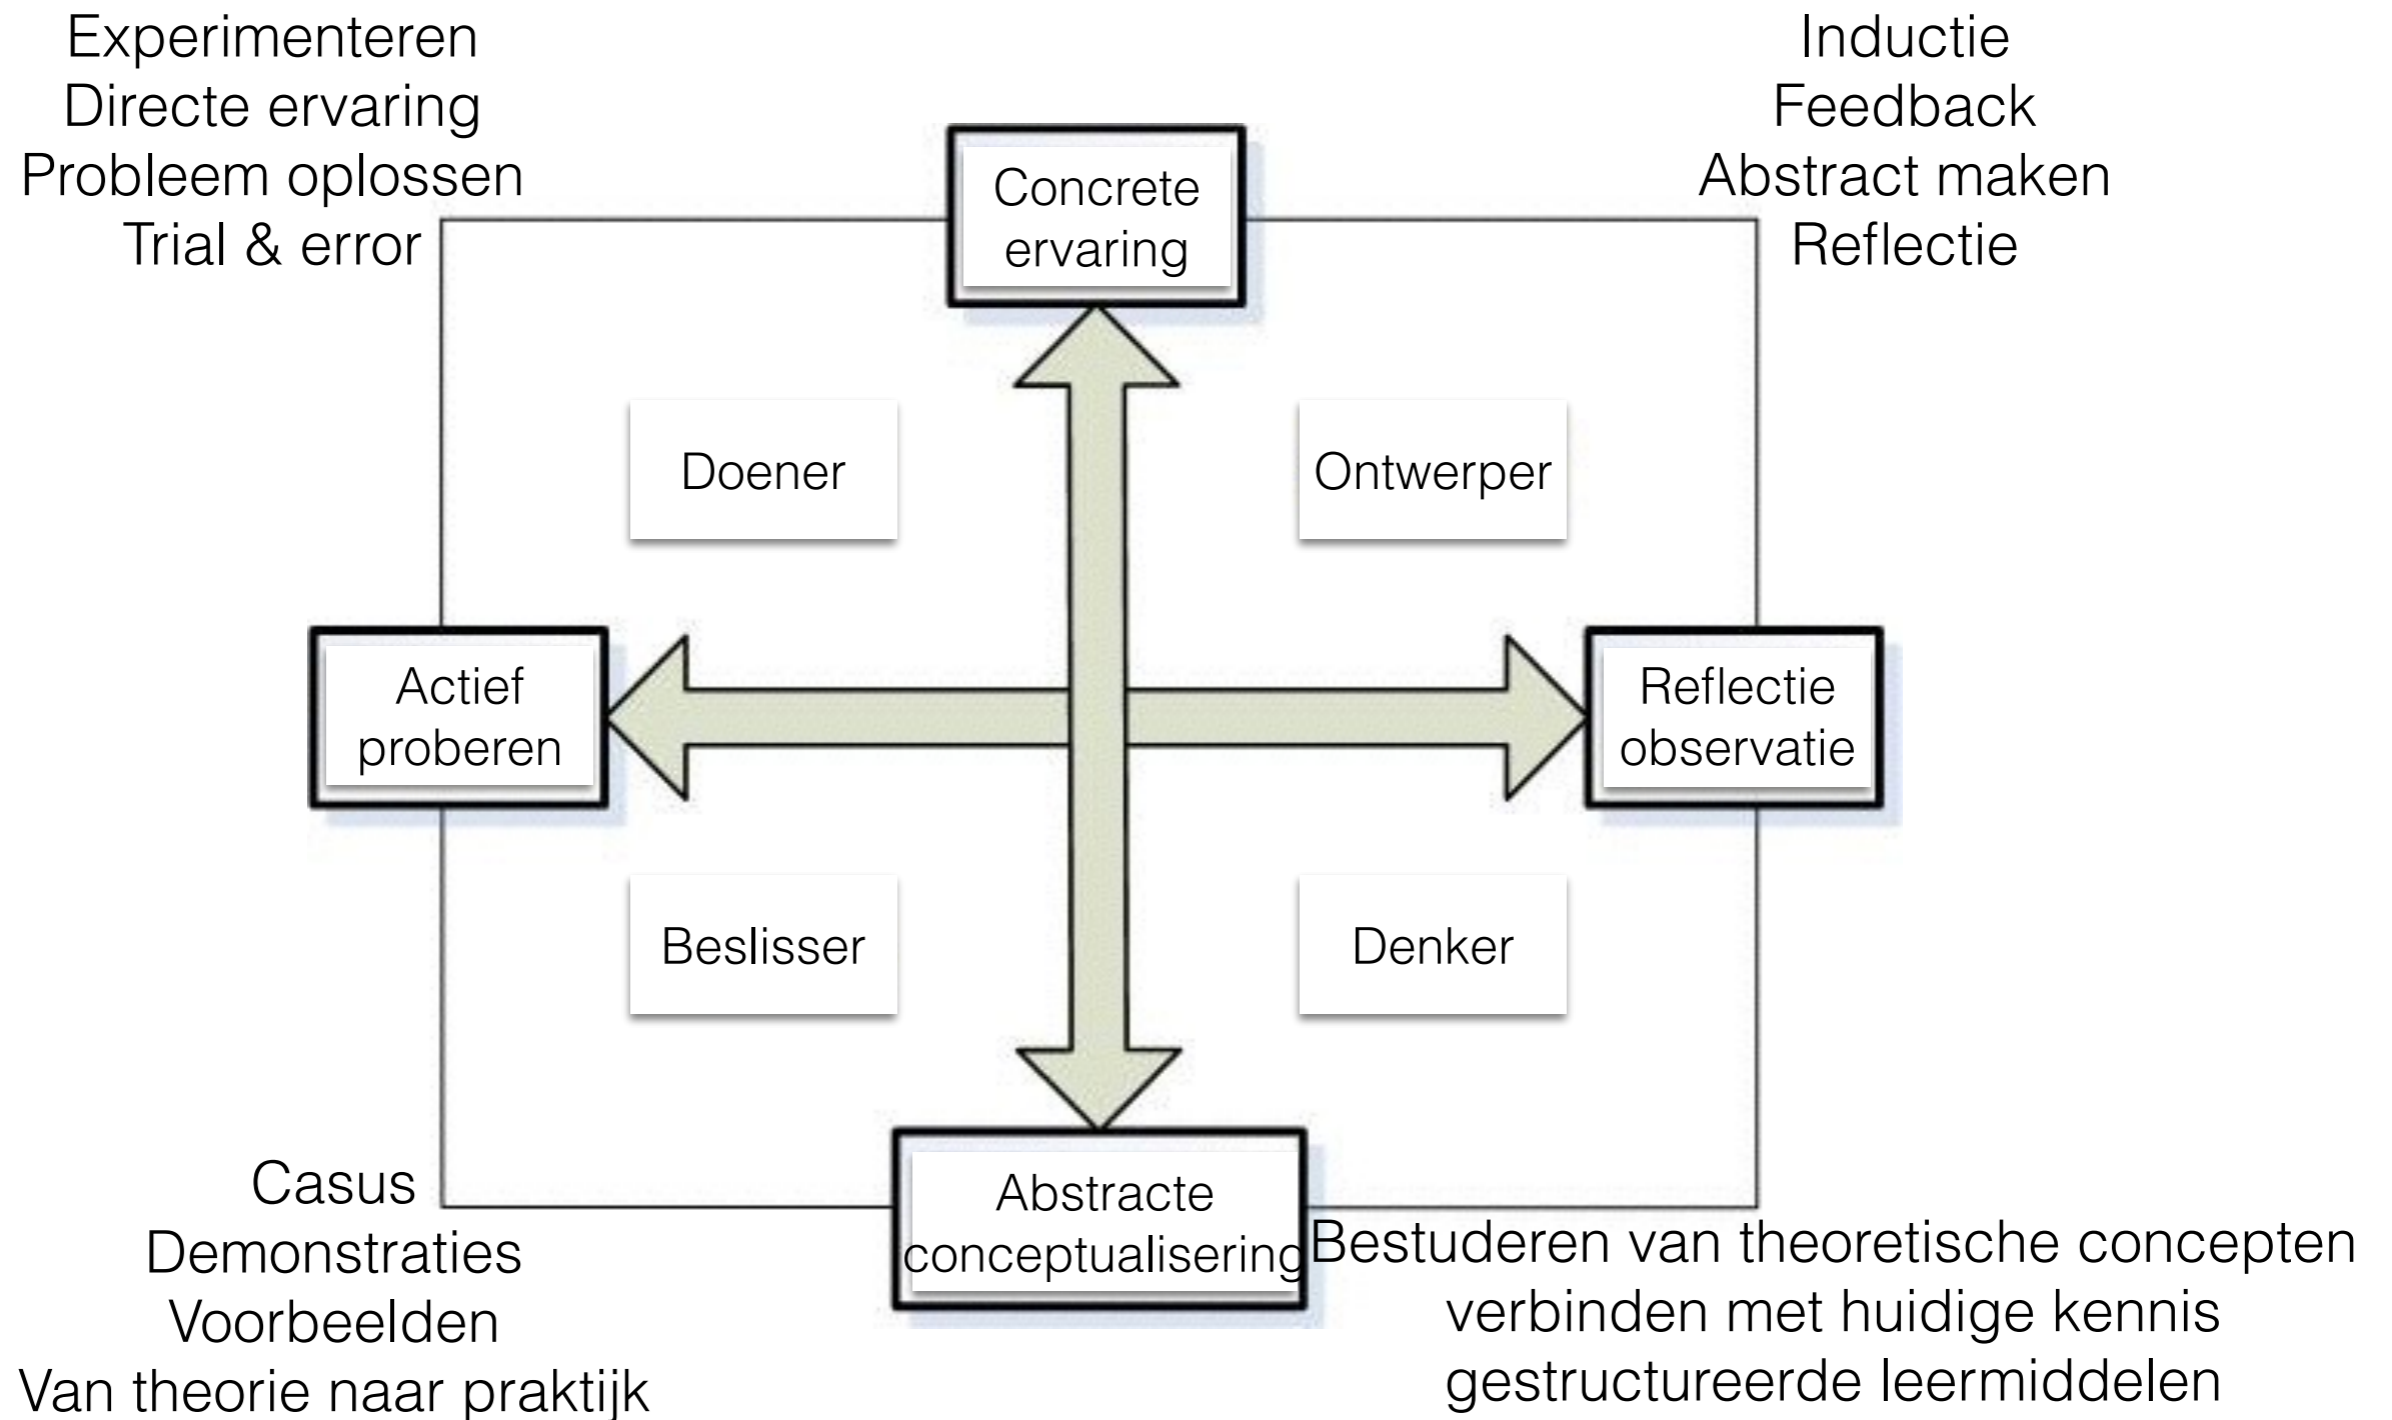 Experimenteren
Directe ervaring
Probleem oplossen
Trial & error
Inductie
Feedback
Abstract maken
Reflectie
Concrete
ervaring
Doener
Ontwerper
Actief
proberen
Reflectie
observatie
Beslisser
Denker
Casus
Demonstraties
Voorbeelden
Van theorie naar praktijk
Abstracte
conceptualisering
Bestuderen van theoretische concepten
verbinden met huidige kennis
gestructureerde leermiddelen